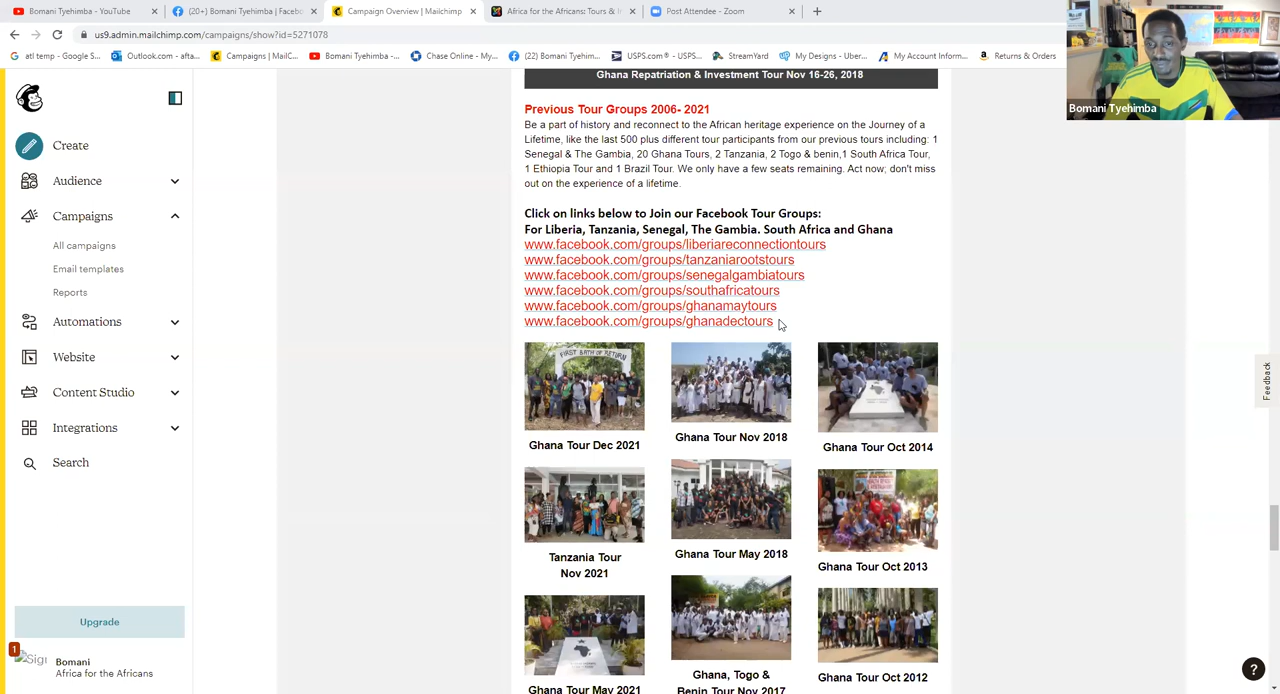 Bomani Tyehimba - YouTube
(20+) Bomani Tyehimba | Facebo
Campaign Overview | Mailchimp
Africa for the Africans: Tours & I
Post Attendee - Zoom
us9.admin.mailchimp.com/campaigns/show?id=5271078
atl temp - Google S...
Outlook.com - afta...
Campaigns | MailC...
Bomani Tyehimba -...
Chase Online - My...
(22) Bomani Tyehim...
USPS.com® - USPS...
StreamYard
My Designs - Uber...
My Account Inform...
Returns & Orders
Bomani Tyehimba
Create
Audience
Campaigns
All campaigns
Email templates
Reports
Automations
Website
Content Studio
Integrations
Search
Upgrade
1
Bomani
Africa for the Africans
Ghana Repatriation & Investment Tour Nov 16-26, 2018
Previous Tour Groups 2006- 2021
Be a part of history and reconnect to the African heritage experience on the Journey of a
Lifetime, like the last 500 plus different tour participants from our previous tours including: 1
Senegal & The Gambia, 20 Ghana Tours, 2 Tanzania, 2 Togo & benin,1 South Africa Tour,
1 Ethiopia Tour and 1 Brazil Tour. We only have a few seats remaining. Act now; don't miss
out on the experience of a lifetime.
Click on links below to Join our Facebook Tour Groups:
For Liberia, Tanzania, Senegal, The Gambia. South Africa and Ghana
www.facebook.com/groups/liberiareconnectiontours
www.facebook.com/groups/tanzaniarootstours
www.facebook.com/groups/senegalgambiatours
www.facebook.com/groups/southafricatours
www.facebook.com/groups/ghanamaytours
www.facebook.com/groups/ghanadectours
FIRST BATH OF RETURN
Ghana Tour Dec 2021
Ghana Tour Nov 2018
Ghana Tour Oct 2014
Tanzania Tour
Nov 2021
Ghana Tour May 2018
Ghana Tour Oct 2013
Ghana Tour May 2021
Ghana, Togo &
Benin Tour Nov 2017
Ghana Tour Oct 2012
Feedback
?